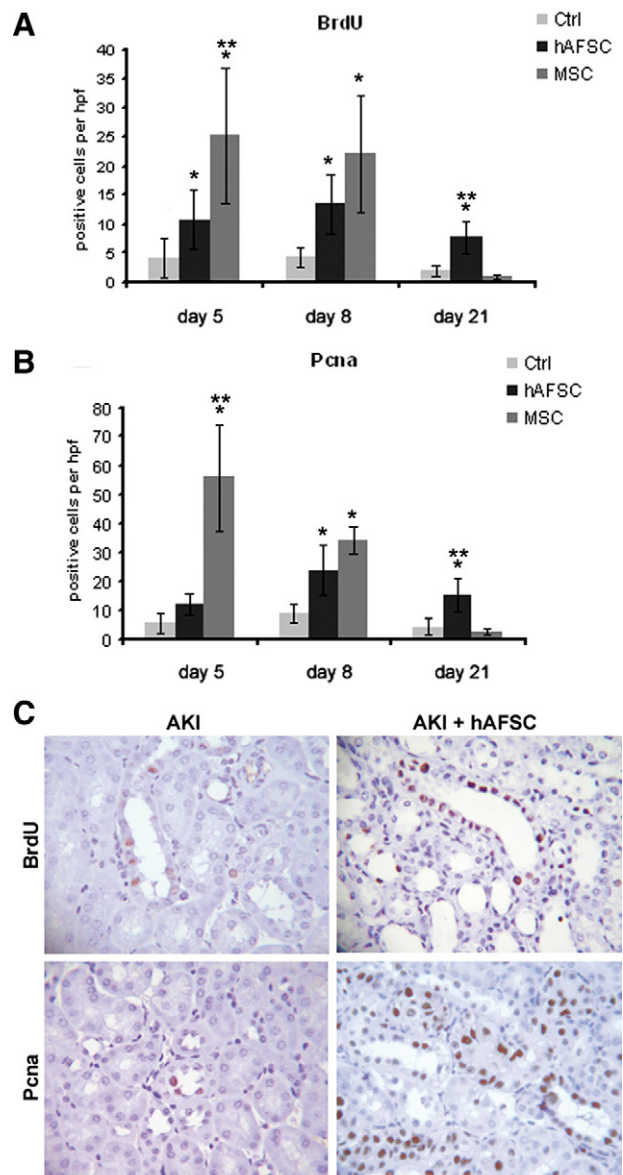 A
BrdU
Ctrl
hAFSC
MSC
positive cells per hpf
40
35
30
25
20
15
10
5
0
*
**
*
*
*
**
*
day 5 day 8 day 21
B
Pcna
Ctrl
hAFSC
MSC
positive cells per hpf
80
70
60
50
40
30
20
10
0
**
*
*
*
**
*
day 5 day 8 day 21
C
AKI AKI + hAFSC
BrdU
Pcna